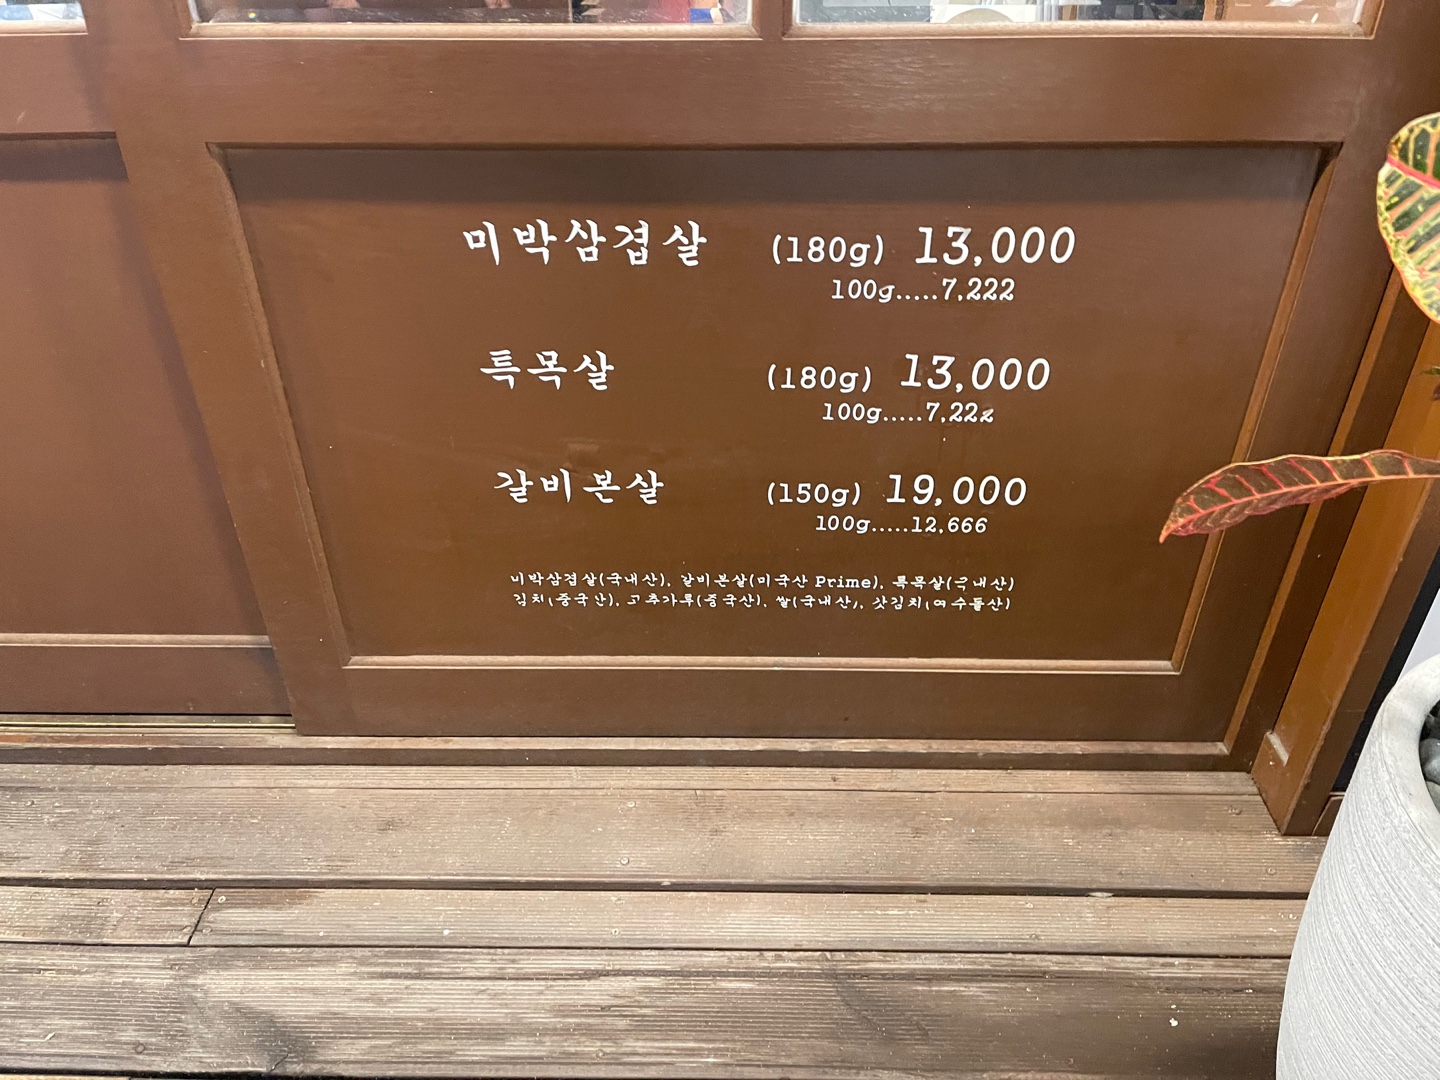 미박삼겹살 (180g) 13,000
100g.....7,222
특목살 (180g) 13,000
100g.....7,222
갈비본살 (150g) 19,000
100g.....12,666
미박삼겹살(국내산), 갈비본살(미국산 Prime), 특목살(국내산)
김치(중국산), 고추가루(중국산), 쌀(국내산), 갓김치(여수돌산)